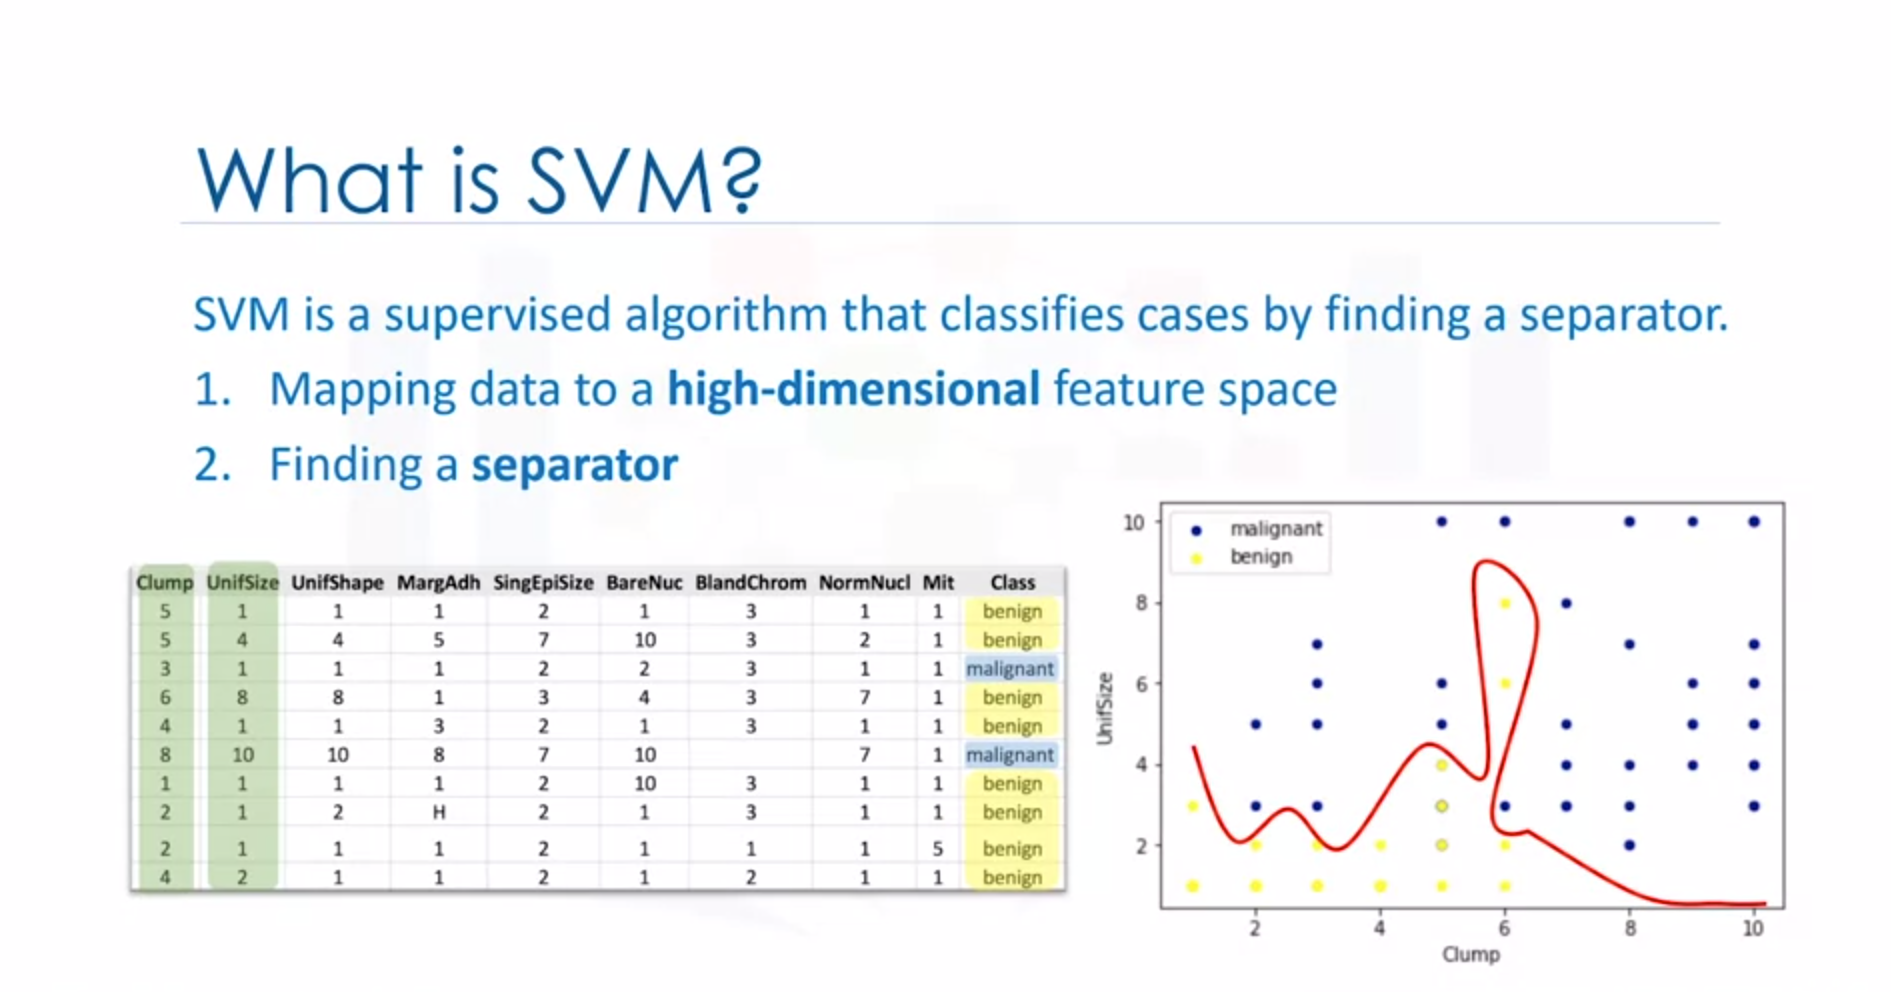 What is SVM?
SVM is a supervised algorithm that classifies cases by finding a separator.
1. Mapping data to a high-dimensional feature space
2. Finding a separator
Clump UnifSize UnifShape MargAdh SingEpiSize BareNuc BlandChrom NormNucl Mit Class
5 1 1 1 2 1 3 1 1 benign
5 4 4 5 7 10 3 2 1 benign
3 1 1 1 2 2 3 1 1 malignant
6 8 8 1 3 4 3 7 1 benign
4 1 1 3 2 1 3 1 1 benign
8 10 10 8 7 10 7 1 malignant
1 1 1 1 2 10 3 1 1 benign
2 1 2 H 2 1 3 1 1 benign
2 1 1 1 2 1 1 1 5 benign
4 2 1 1 2 1 2 1 1 benign
malignant
benign
10
8
6
4
2
UnifSize
2 4 6 8 10
Clump